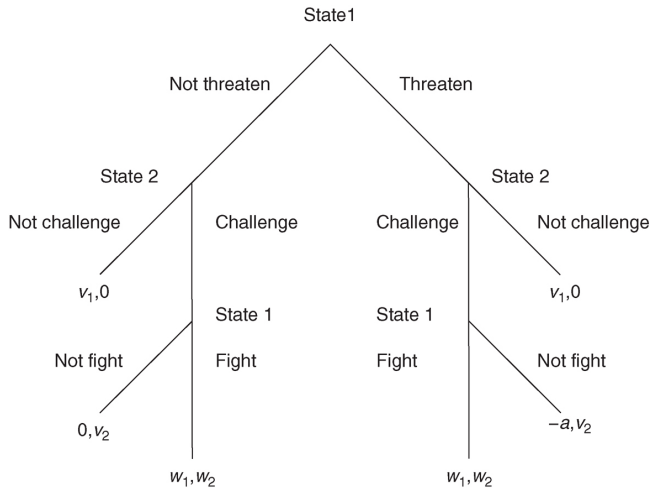 State1
Not threaten Threaten
State 2 State 2
Not challenge Challenge Challenge Not challenge
v₁,0 v₁,0
State 1 State 1
Not fight Fight Fight Not fight
0,v₂ –a,v₂
w₁,w₂ w₁,w₂